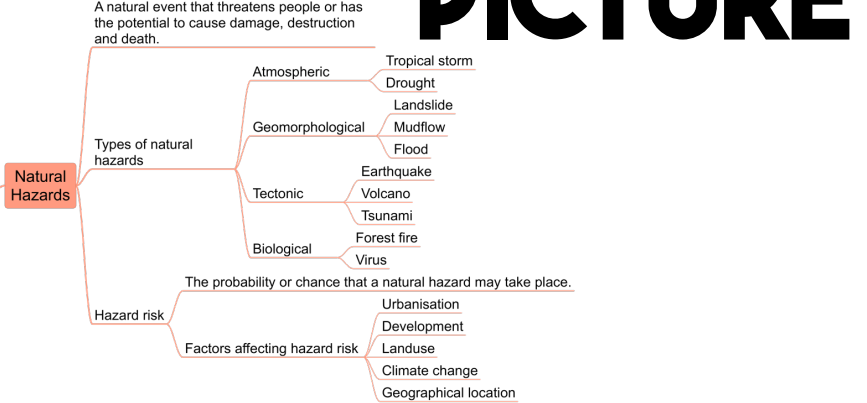 PICTURE
A natural event that threatens people or has
the potential to cause damage, destruction
and death.
Natural
Hazards
Types of natural
hazards
Atmospheric
Tropical storm
Drought
Geomorphological
Landslide
Mudflow
Flood
Tectonic
Earthquake
Volcano
Tsunami
Biological
Forest fire
Virus
Hazard risk
The probability or chance that a natural hazard may take place.
Factors affecting hazard risk
Urbanisation
Development
Landuse
Climate change
Geographical location